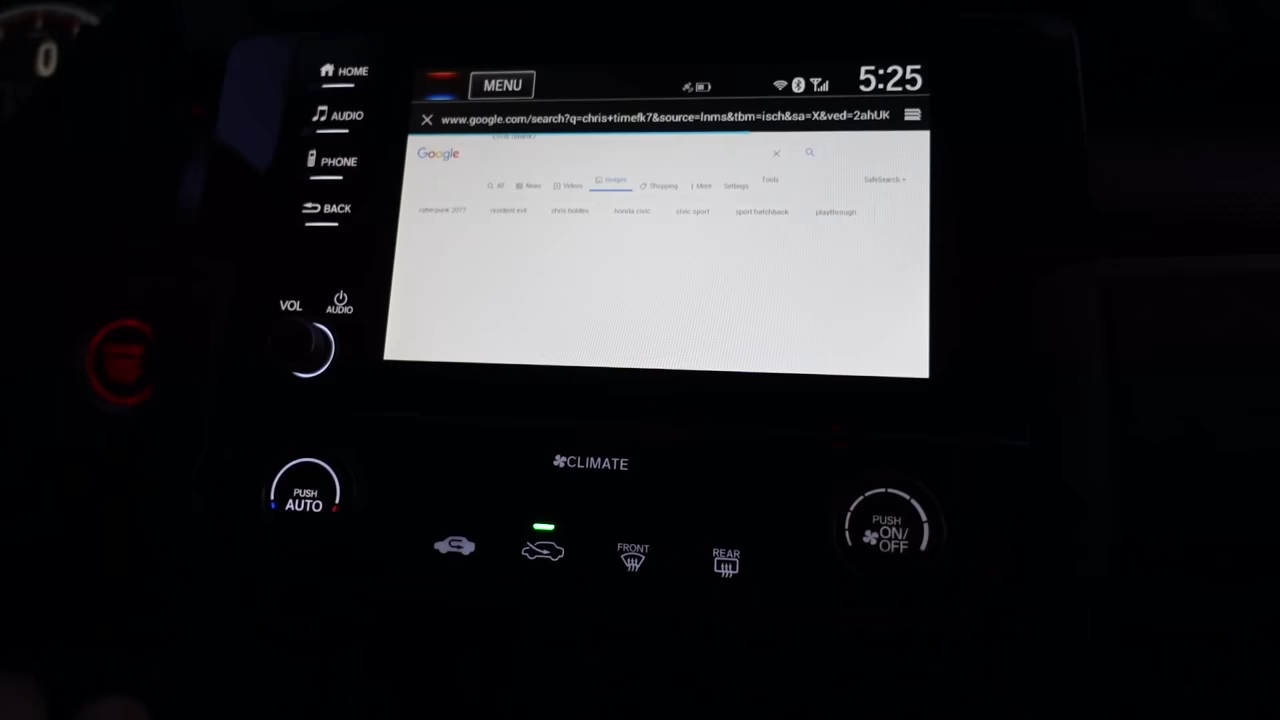 0
HOME
MENU
5:25
AUDIO
www.google.com/search?q=chris+timefk7&source=lnms&tbm=isch&sa=X&ved=2ahUK
Google
PHONE
All News Videos Images Shopping More Settings Tools SafeSearch
BACK
cyberpunk 2077 resident evil chris holdes honda civic civic sport sport hatchback playthrough
VOL
AUDIO
CLIMATE
PUSH
AUTO
PUSH
ON/
OFF
FRONT
REAR